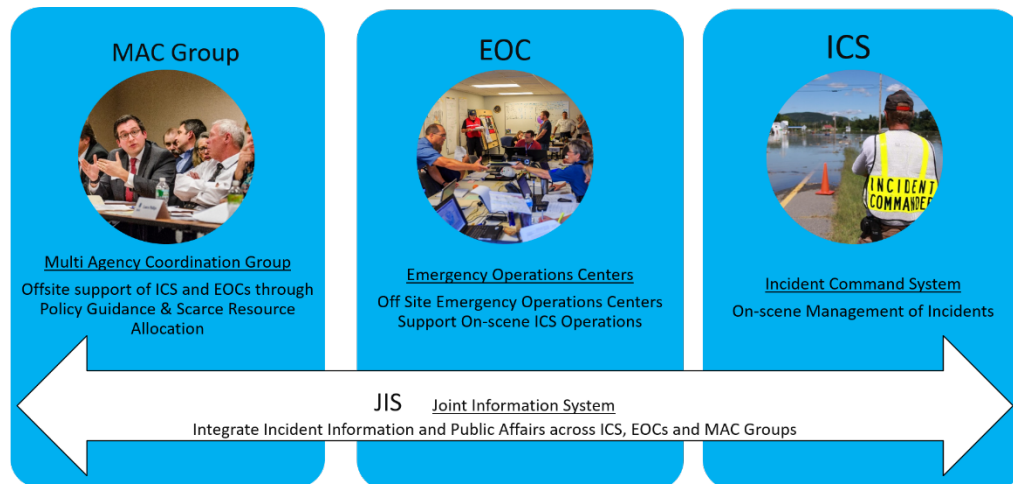 MAC Group
Multi Agency Coordination Group
Offsite support of ICS and EOCs through
Policy Guidance & Scarce Resource
Allocation
EOC
Emergency Operations Centers
Off Site Emergency Operations Centers
Support On-scene ICS Operations
ICS
INCIDENT
COMMANDER
Incident Command System
On-scene Management of Incidents
JIS Joint Information System
Integrate Incident Information and Public Affairs across ICS, EOCs and MAC Groups